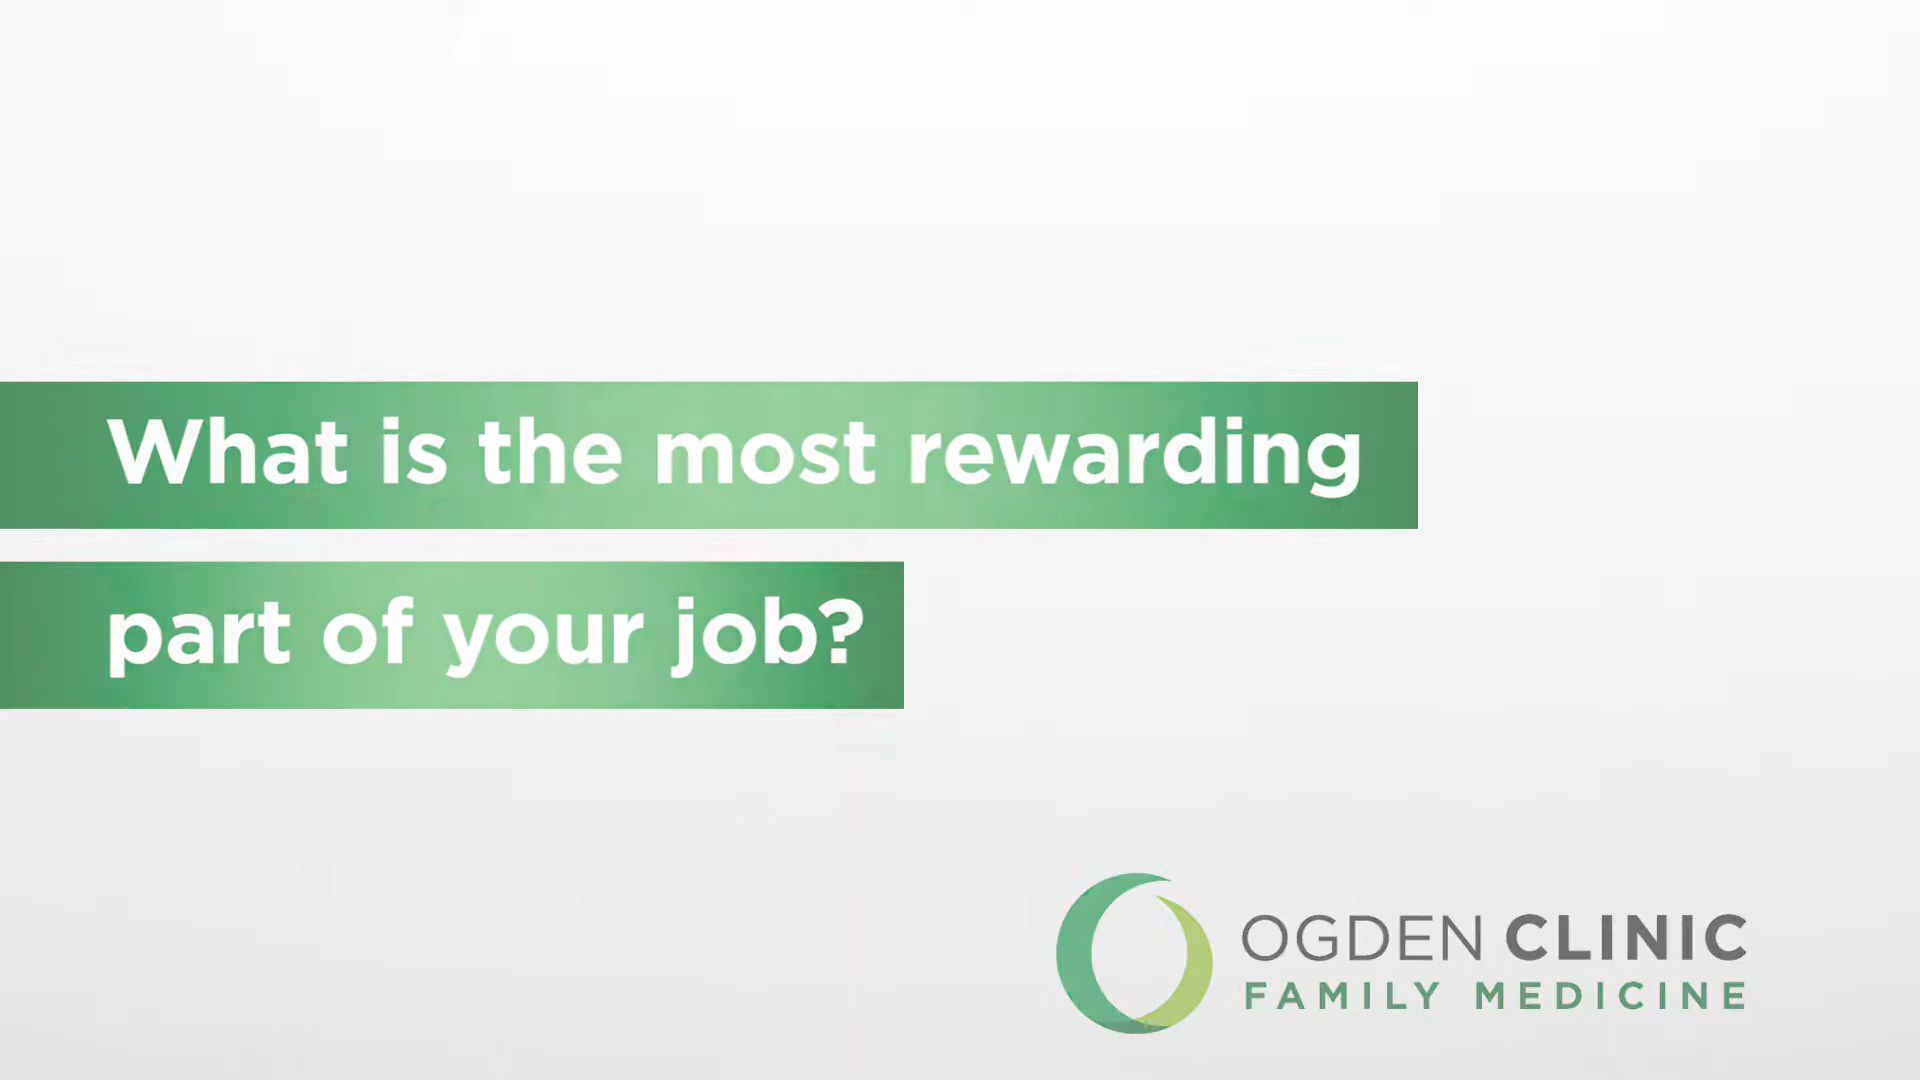 What is the most rewarding
part of your job?
OGDEN CLINIC
FAMILY MEDICINE